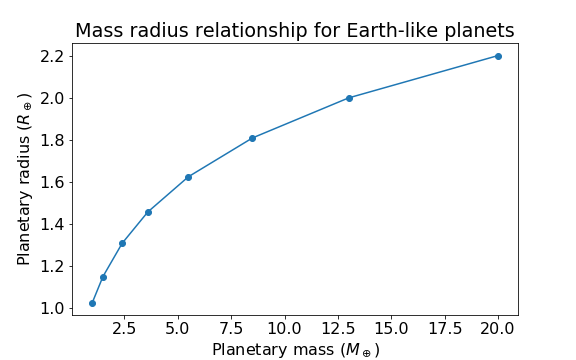 Mass radius relationship for Earth-like planets
Planetary radius (R⊕)
2.2
2.0
1.8
1.6
1.4
1.2
1.0
2.5 5.0 7.5 10.0 12.5 15.0 17.5 20.0
Planetary mass (M⊕)